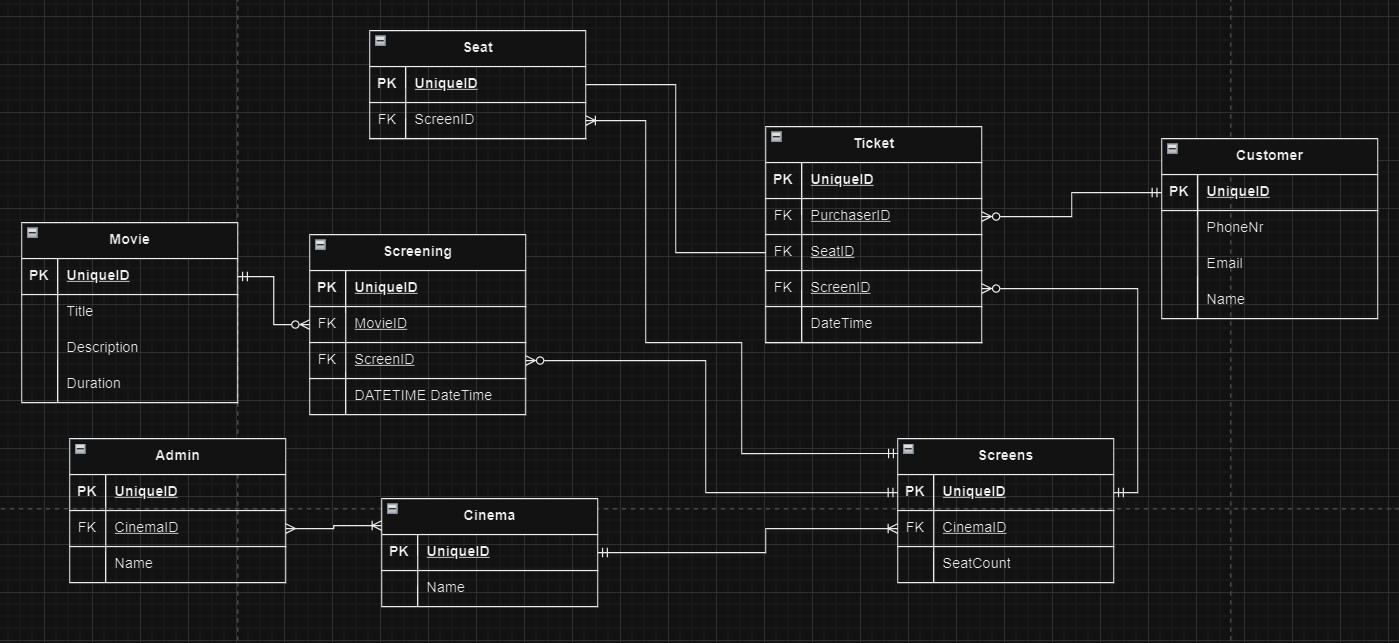 Seat
PK UniqueID
FK ScreenID
Ticket
PK UniqueID
FK PurchaserID
FK SeatID
FK ScreenID
DateTime
Customer
PK UniqueID
PhoneNr
Email
Name
Movie
PK UniqueID
Title
Description
Duration
Screening
PK UniqueID
FK MovieID
FK ScreenID
DATETIME DateTime
Admin
PK UniqueID
FK CinemaID
Name
Cinema
PK UniqueID
Name
Screens
PK UniqueID
FK CinemaID
SeatCount